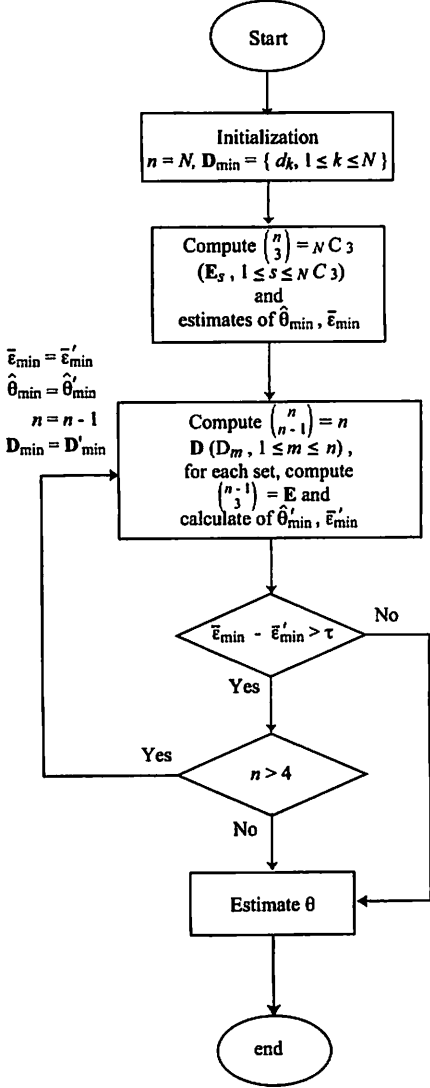 Start
Initialization
n = N, D_min = { d_k, 1 ≤ k ≤ N }
Compute (n 3) = _N C_3
(E_s, 1 ≤ s ≤ _N C_3)
and
estimates of θ̂_min, ε̄_min
ε̄_min = ε̄'_min
θ̂_min = θ̂'_min
n = n - 1
D_min = D'_min
Compute (n n-1) = n
D (D_m, 1 ≤ m ≤ n),
for each set, compute
(n-1 3) = E and
calculate of θ̂'_min, ε̄'_min
ε̄_min - ε̄'_min > τ
No
Yes
n > 4
Yes
No
Estimate θ
end